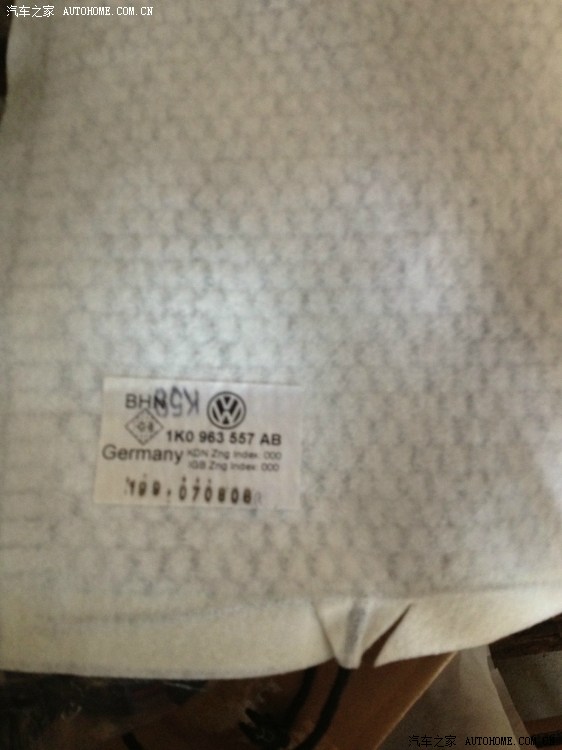 汽车之家 AUTOHOME.COM.CN
BHN K58
1K0 963 557 AB
Germany KDN Zng Index: 000
IGB Zng Index: 000
汽车之家 AUTOHOME.COM.CN